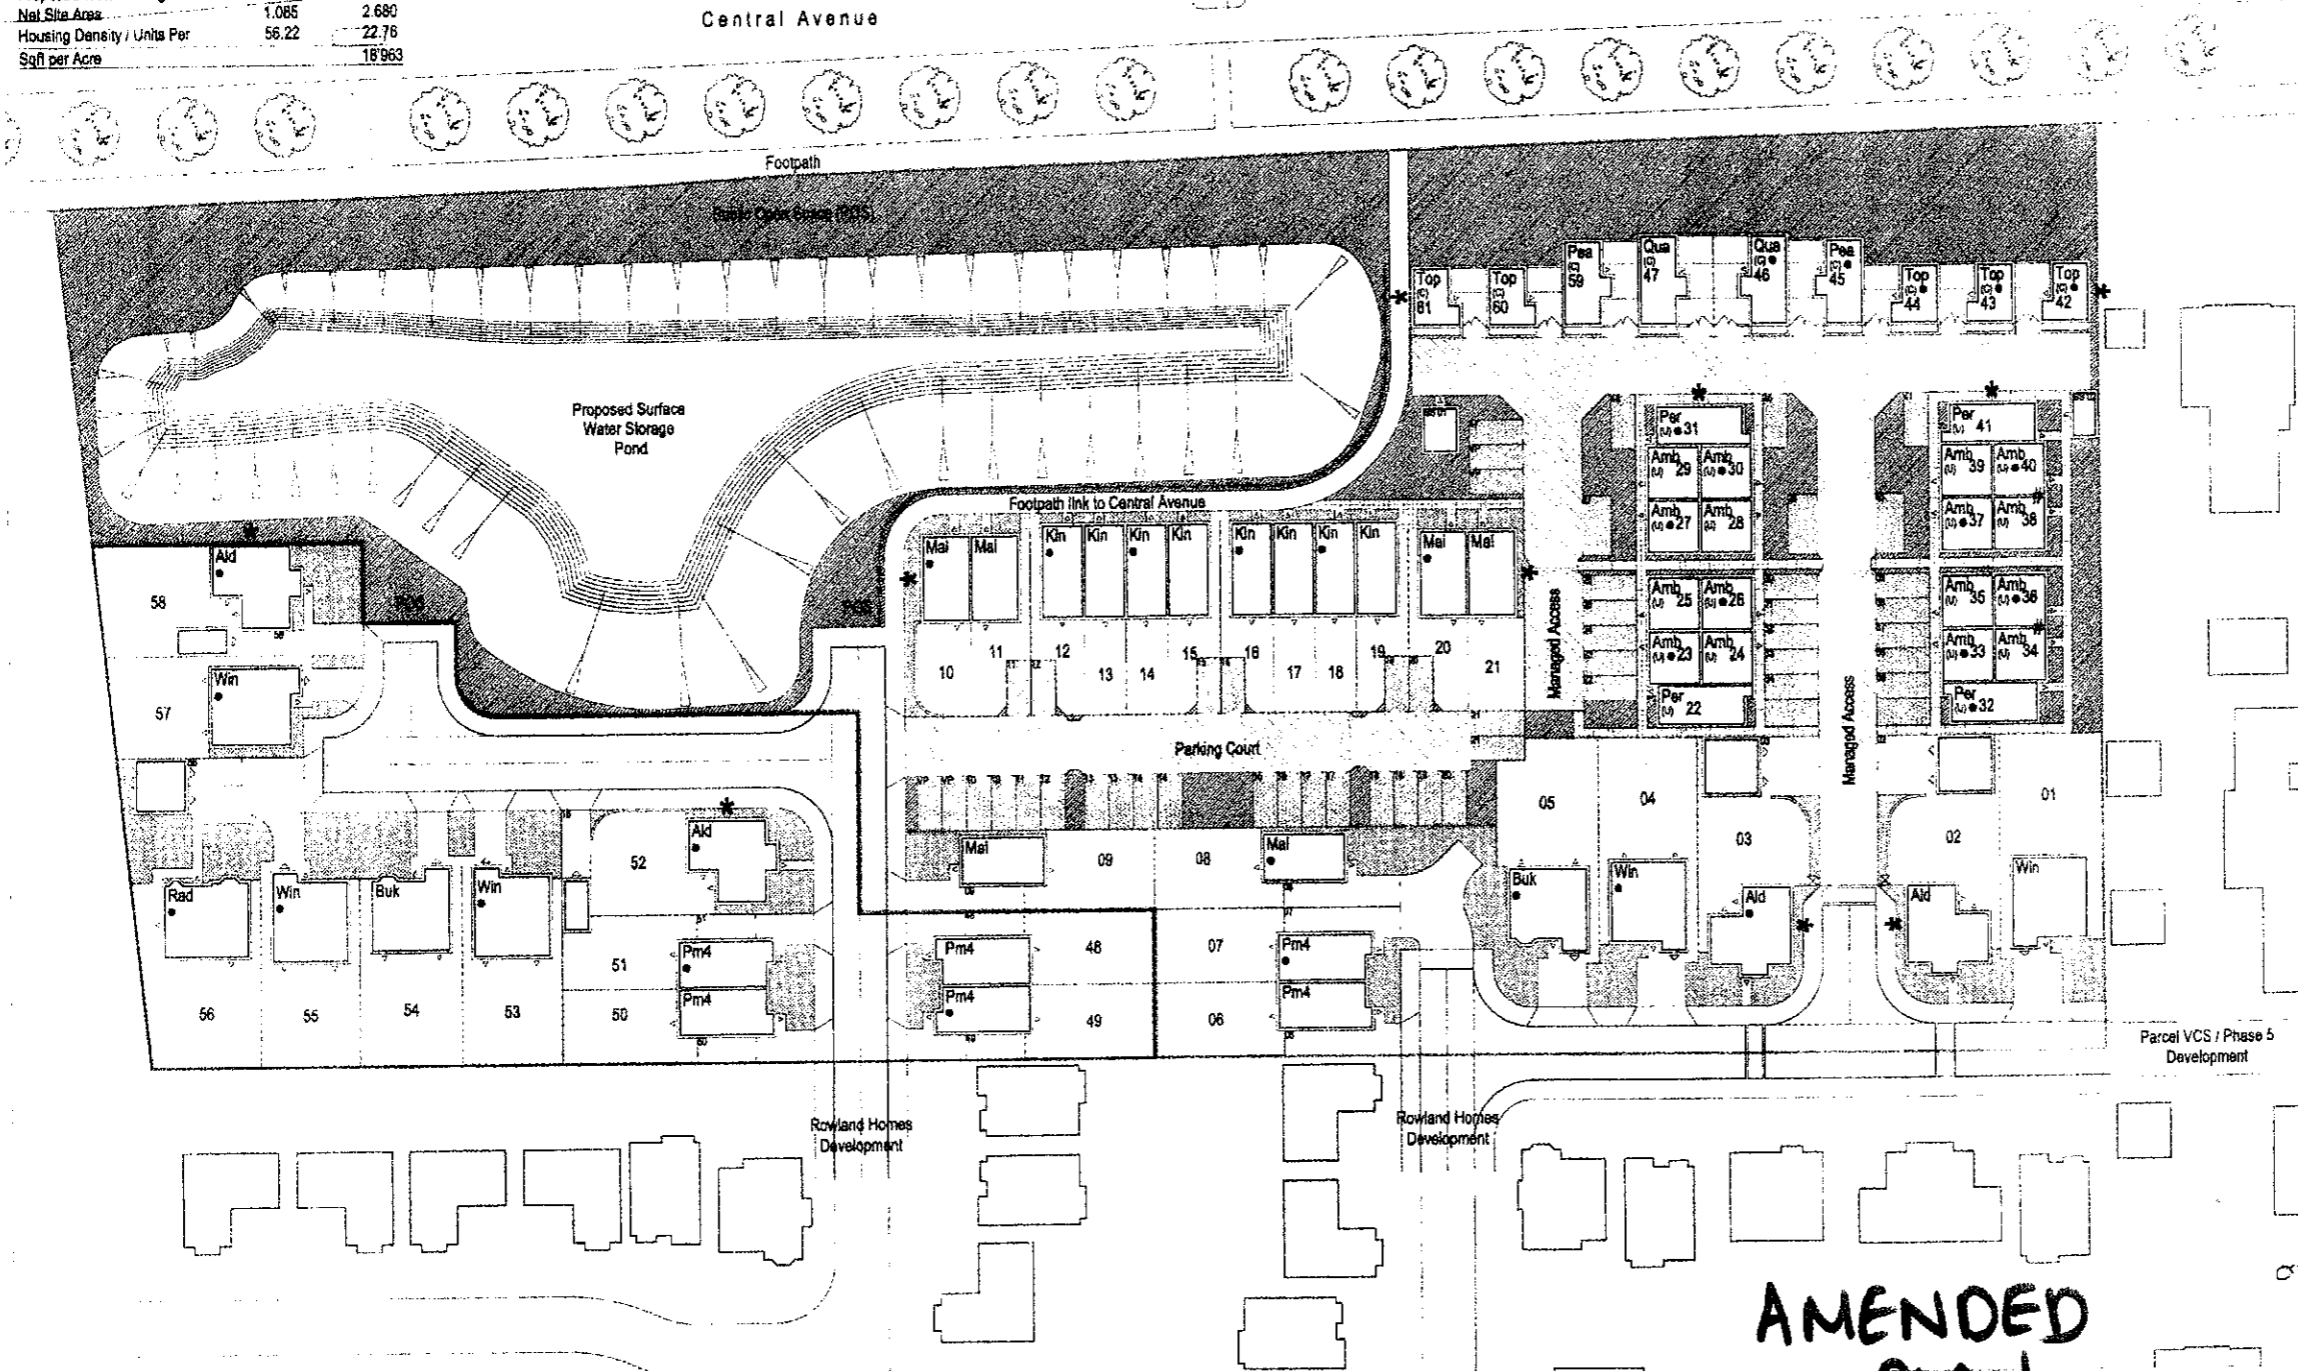 Net Site Area 1.085 2.680
Housing Density / Units Per 56.22 22.76
Sqft per Acre 18'963
Central Avenue
Footpath
Public Open Space (POS)
Proposed Surface
Water Storage
Pond
Footpath link to Central Avenue
Top (G) 61
Top (G) 60
Pea (G) 59
Qua (G) 47
Qua (G) 46
Pea (G) 45
Top (G) 44
Top (G) 43
Top (G) 42
Per (U) 31
Amb (U) 29
Amb (U) 30
Amb (U) 27
Amb (U) 28
Amb (U) 25
Amb (U) 26
Amb (U) 23
Amb (U) 24
Per (U) 22
Per (U) 41
Amb (U) 39
Amb (U) 40
Amb (U) 37
Amb (U) 38
Amb (U) 35
Amb (U) 36
Amb (U) 33
Amb (U) 34
Per (U) 32
Managed Access
Managed Access
Mai Mai Kin Kin Kin Kin Kin Kin Kin Kin Mai Mai
10 11 12 13 14 15 16 17 18 19 20 21
Parking Court
POS
POS
Ald
58
Win
57
Rad Win Buk Win
56 55 54 53
Ald
52
Pm4
51
Pm4
50
Mai 09 08 Mai
Pm4 48 07 Pm4
Pm4 49 06 Pm4
05 04 03 02 01
Buk Win Ald Ald Win
Parcel VCS / Phase 5
Development
Rowland Homes
Development
Rowland Homes
Development
AMENDED